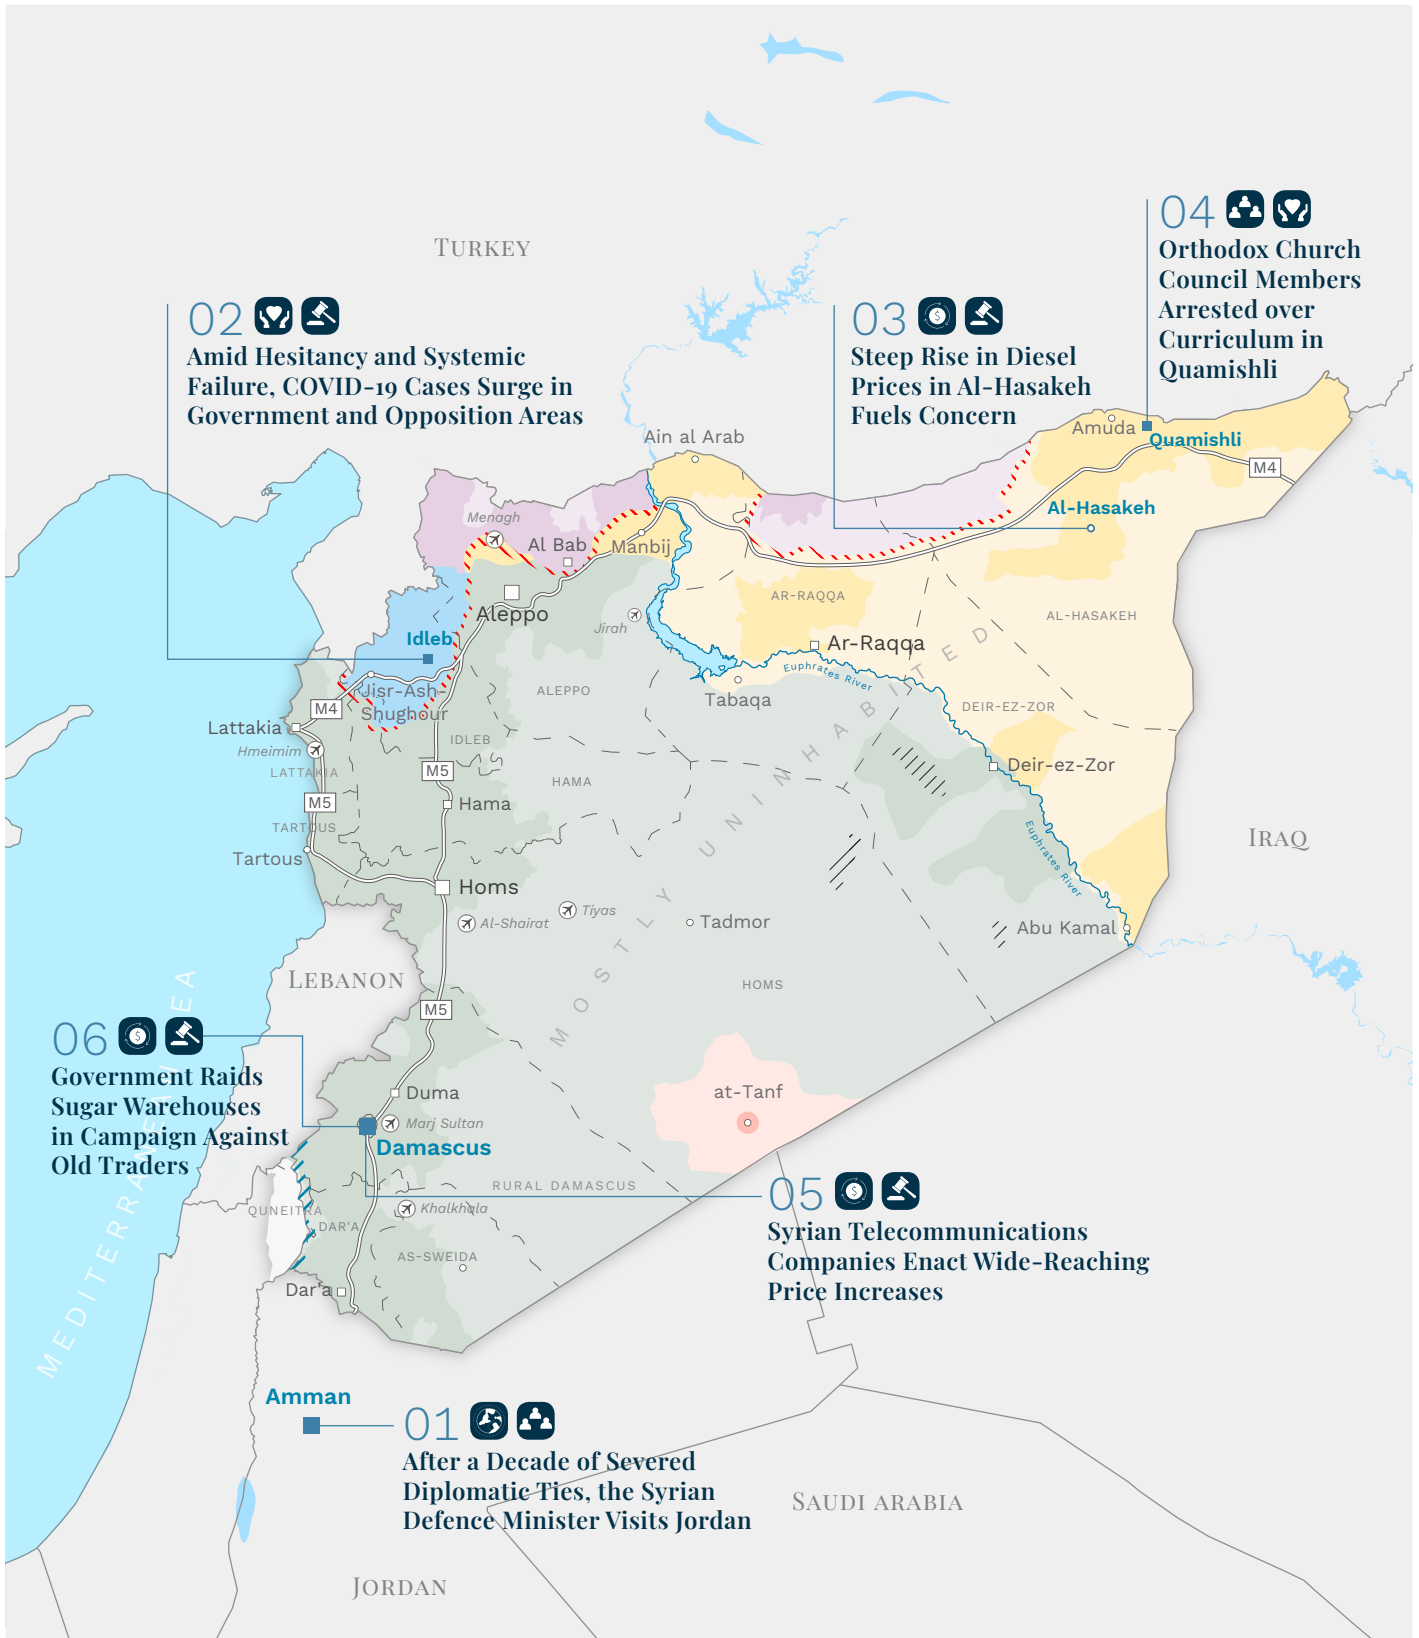 TURKEY
04
Orthodox Church
Council Members
Arrested over
Curriculum in
Quamishli
02
Amid Hesitancy and Systemic
Failure, COVID-19 Cases Surge in
Government and Opposition Areas
03
Steep Rise in Diesel
Prices in Al-Hasakeh
Fuels Concern
Ain al Arab
Amuda
Quamishli
M4
Al-Hasakeh
Menagh
Al Bab
Manbij
Aleppo
Jirah
AR-RAQQA
AL-HASAKEH
Idleb
Ar-Raqqa
Euphrates River
Jisr-Ash-
Shughour
ALEPPO
Tabaqa
M4
DEIR-EZ-ZOR
Lattakia
Hmeimim
IDLEB
LATTAKIA
M5
HAMA
Deir-ez-Zor
M5
Hama
TARTOUS
Tartous
Euphrates River
IRAQ
Homs
MOSTLY UNINHABITED
Al-Shairat
Tiyas
Tadmor
Abu Kamal
LEBANON
HOMS
M5
06
Government Raids
Sugar Warehouses
in Campaign Against
Old Traders
MEDITERRANEAN SEA
Duma
at-Tanf
Marj Sultan
Damascus
RURAL DAMASCUS
05
Syrian Telecommunications
Companies Enact Wide-Reaching
Price Increases
QUNEITRA
Khalkhala
DAR'A
AS-SWEIDA
Dar'a
Amman
01
After a Decade of Severed
Diplomatic Ties, the Syrian
Defence Minister Visits Jordan
SAUDI ARABIA
JORDAN